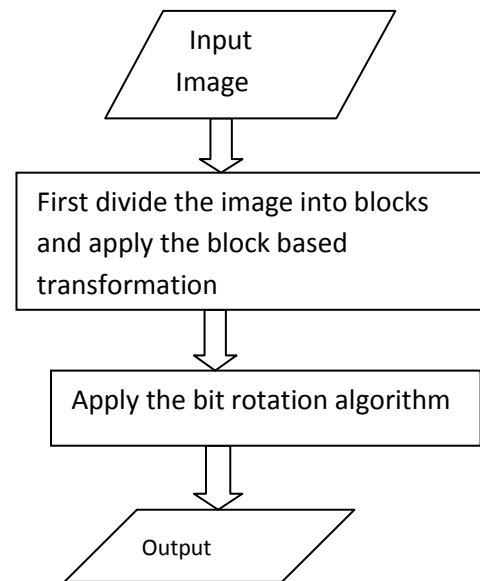 Input
Image
First divide the image into blocks
and apply the block based
transformation
Apply the bit rotation algorithm
Output